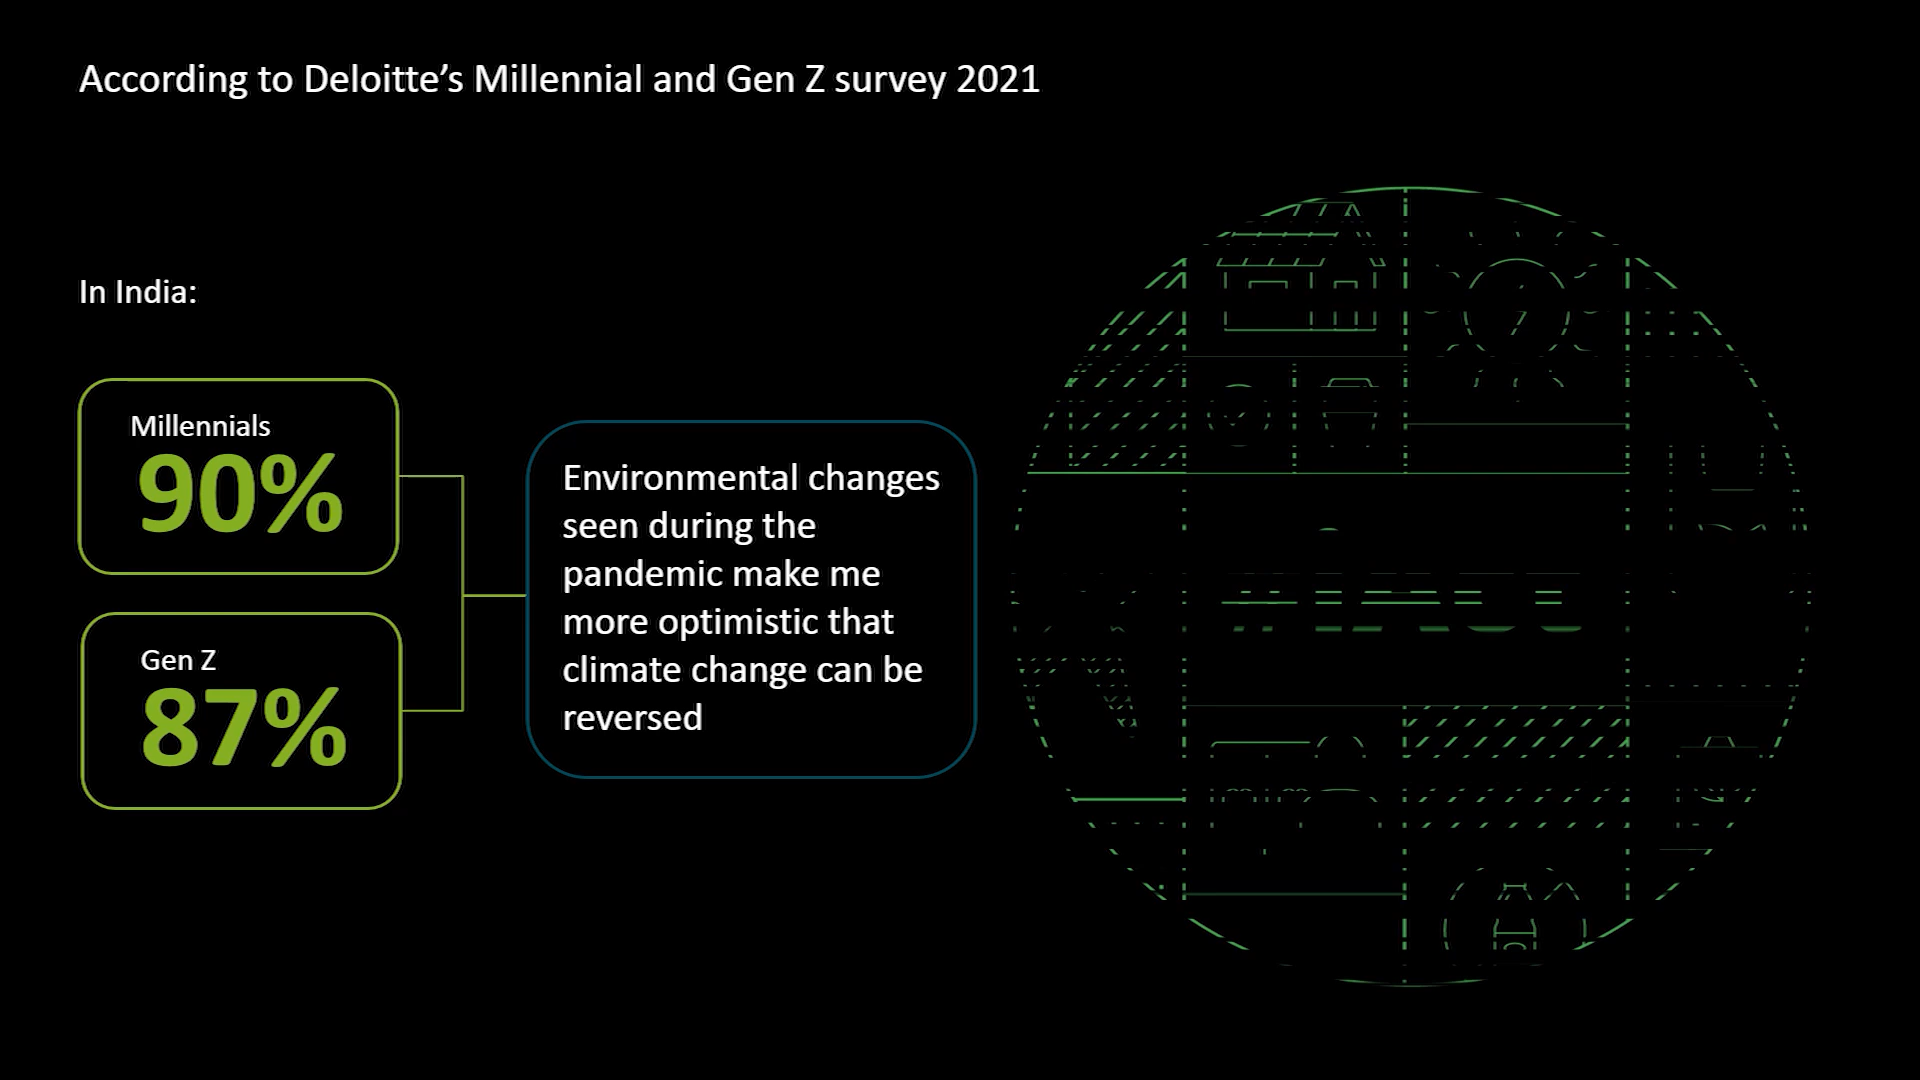 According to Deloitte’s Millennial and Gen Z survey 2021
In India:
Millennials
90%
Gen Z
87%
Environmental changes
seen during the
pandemic make me
more optimistic that
climate change can be
reversed